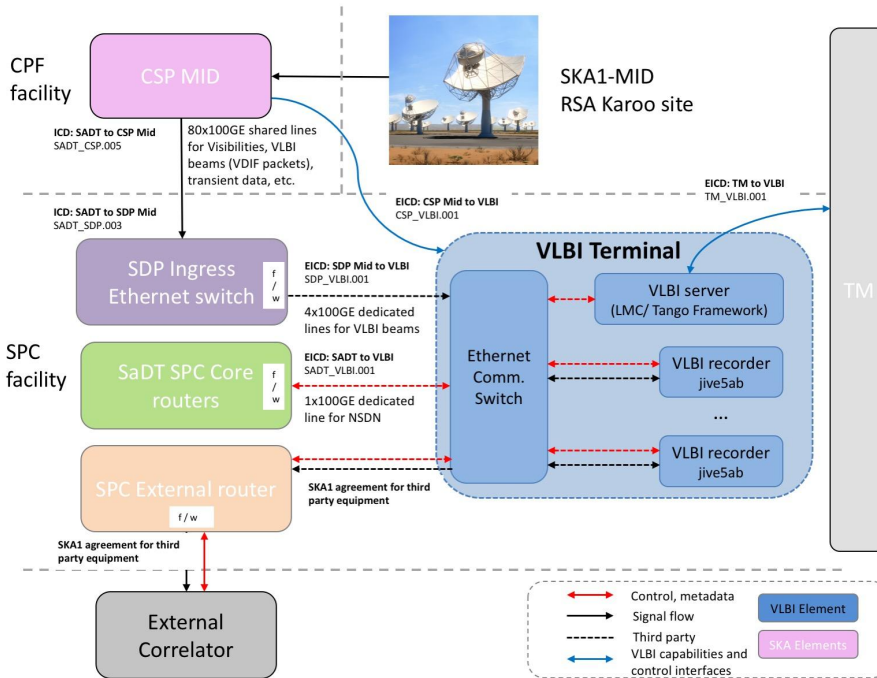 CPF
facility
CSP MID
SKA1-MID
RSA Karoo site
ICD: SADT to CSP Mid
SADT_CSP.005
80x100GE shared lines
for Visibilities, VLBI
beams (VDIF packets),
transient data, etc.
EICD: CSP Mid to VLBI
CSP_VLBI.001
EICD: TM to VLBI
TM_VLBI.001
ICD: SADT to SDP Mid
SADT_SDP.003
SDP Ingress
Ethernet switch
f
/
w
EICD: SDP Mid to VLBI
SDP_VLBI.001
4x100GE dedicated
lines for VLBI beams
VLBI Terminal
VLBI server
(LMC/ Tango Framework)
TM
SPC
facility
SaDT SPC Core
routers
f
/
w
EICD: SADT to VLBI
SADT_VLBI.001
1x100GE dedicated
line for NSDN
Ethernet
Comm.
Switch
VLBI recorder
jive5ab
...
VLBI recorder
jive5ab
SPC External router
f / w
SKA1 agreement for third
party equipment
SKA1 agreement for third
party equipment
External
Correlator
Control, metadata
Signal flow
Third party
VLBI capabilities and
control interfaces
VLBI Element
SKA Elements